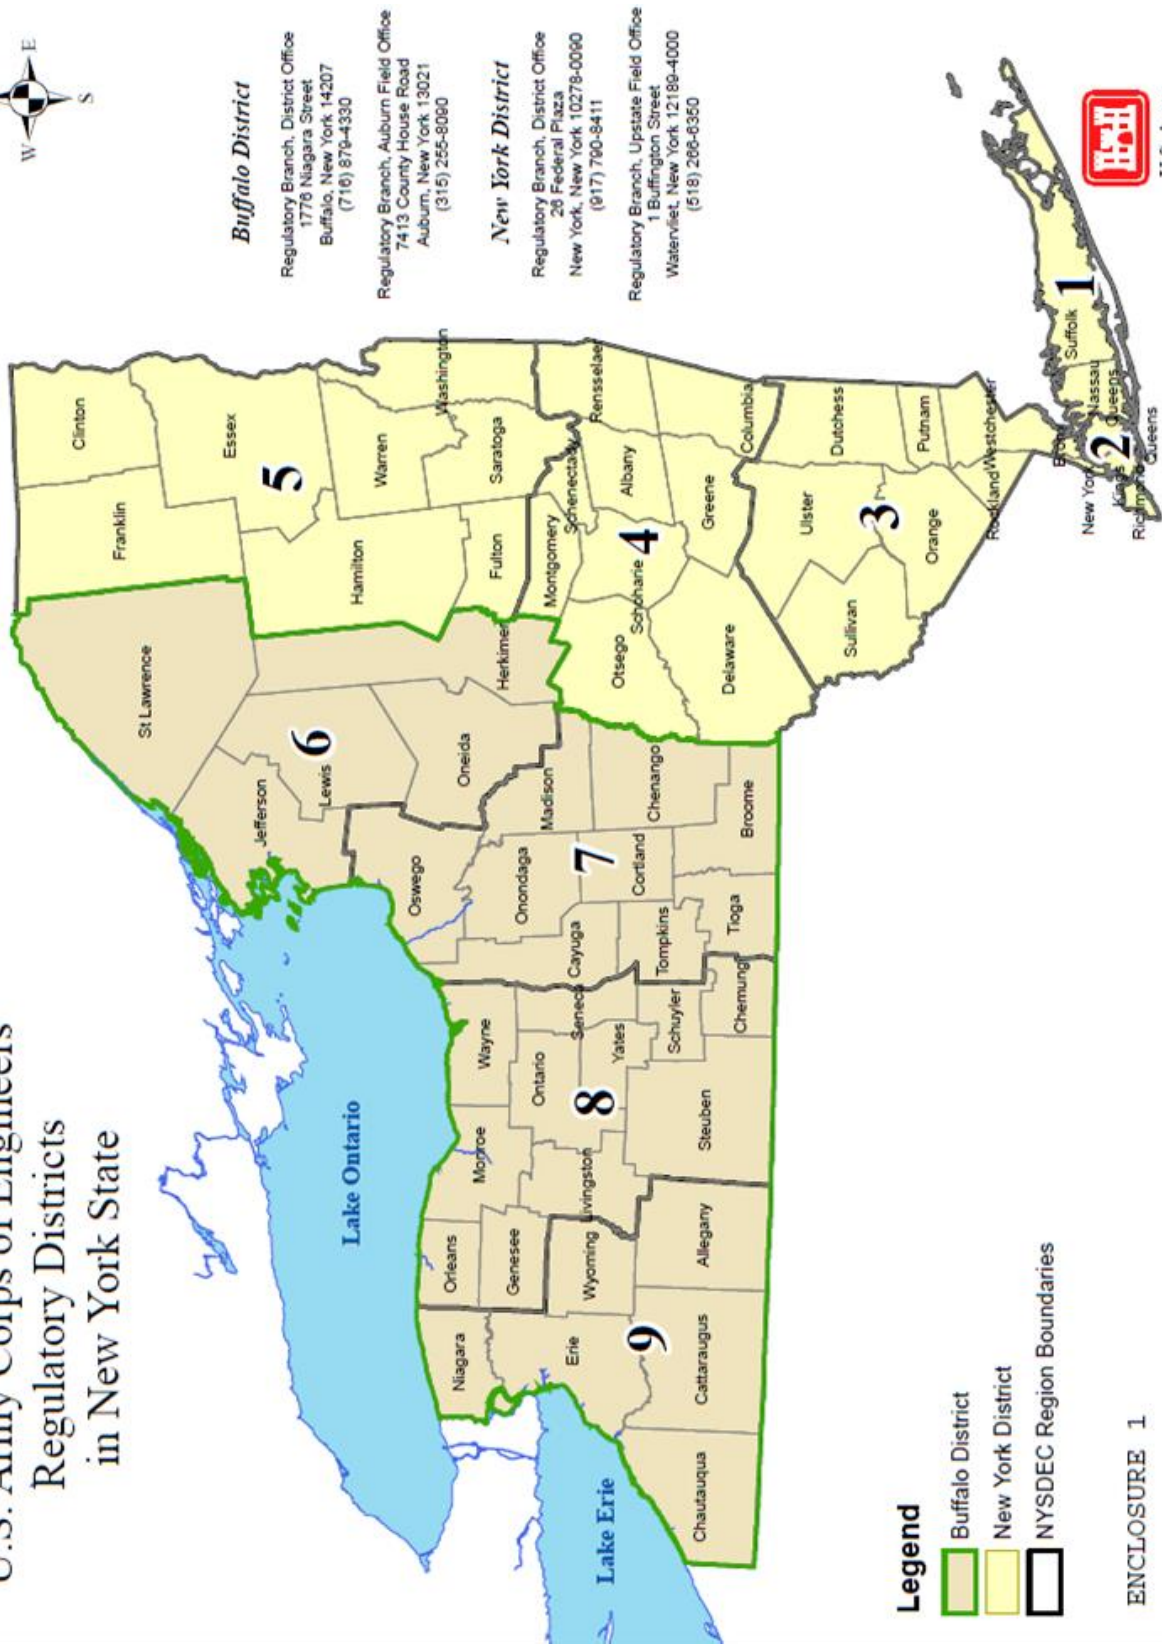 U.S. Army Corps of Engineers
Regulatory Districts
in New York State
W
E
S
Buffalo District
Regulatory Branch, District Office
1776 Niagara Street
Buffalo, New York 14207
(716) 879-4330
Regulatory Branch, Auburn Field Office
7413 County House Road
Auburn, New York 13021
(315) 255-8090
New York District
Regulatory Branch, District Office
26 Federal Plaza
New York, New York 10278-0090
(917) 790-8411
Regulatory Branch, Upstate Field Office
1 Buffington Street
Watervliet, New York 12189-4000
(518) 266-6350
Clinton
Franklin
St Lawrence
Essex
5
Jefferson
Lewis
6
Hamilton
Warren
Washington
Lake Ontario
Oswego
Oneida
Herkimer
Fulton
Saratoga
Niagara
Orleans
Monroe
Wayne
Genesee
Ontario
Onondaga
Madison
Montgomery
Schenectady
Rensselaer
Erie
Wyoming
Livingston
Seneca
Cayuga
8
Yates
7
Cortland
Chenango
Otsego
Schoharie
4
Albany
Lake Erie
9
Schuyler
Tompkins
Chautauqua
Cattaraugus
Allegany
Steuben
Chemung
Tioga
Broome
Delaware
Greene
Columbia
Ulster
Dutchess
Sullivan
3
Orange
Putnam
Rockland
Westchester
Bronx
New York
Nassau
Suffolk
1
2
Kings
Queens
Richmond
Queens
Legend
Buffalo District
New York District
NYSDEC Region Boundaries
ENCLOSURE 1